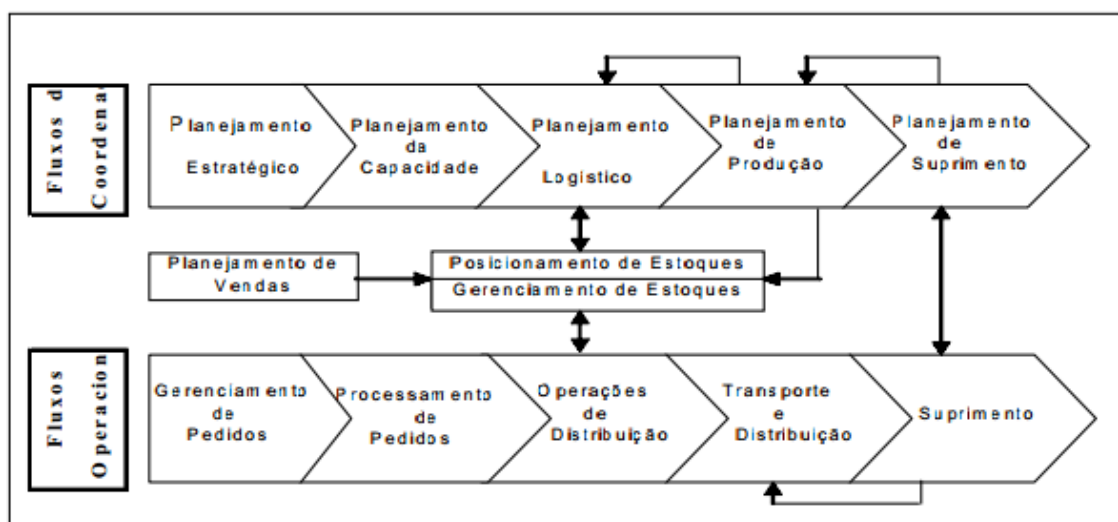 Fluxos d
Coordena
Planejamento
Estratégico
Planejamento
da
Capacidade
Planejamento
Logístico
Planejamento
de
Produção
Planejamento
de
Suprimento
Planejamento de
Vendas
Posicionamento de Estoques
Gerenciamento de Estoques
Fluxos
Operacion
Gerenciamento
de
Pedidos
Processamento
de
Pedidos
Operações
de
Distribuição
Transporte
e
Distribuição
Suprimento